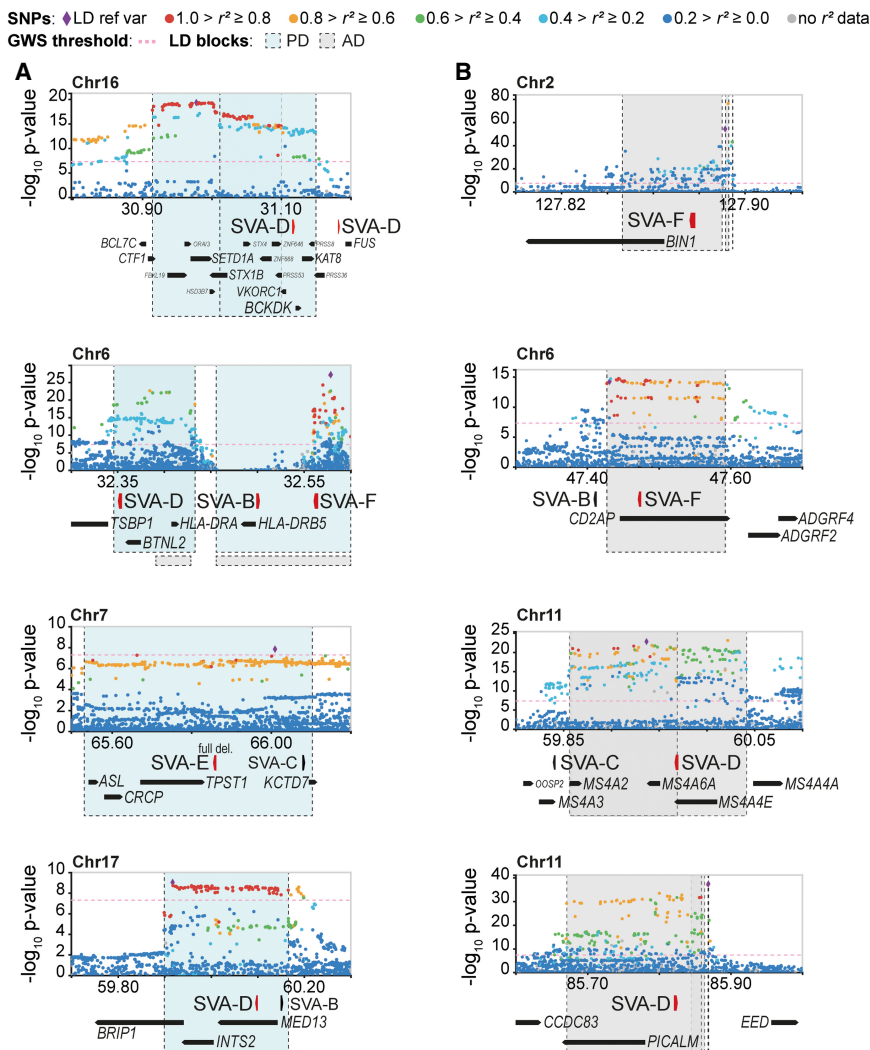 SNPs: LD ref var 1.0 > r² ≥ 0.8 0.8 > r² ≥ 0.6 0.6 > r² ≥ 0.4 0.4 > r² ≥ 0.2 0.2 > r² ≥ 0.0 no r² data
GWS threshold: LD blocks: PD AD
A
Chr16
-log10 p-value
20
15
10
5
0
30.90 31.10
SVA-D SVA-D
BCL7C ORAI3 STX4 ZNF646 PRSS8 FUS
CTF1 SETD1A ZNF668 KAT8
FBXL19 STX1B PRSS53 PRSS36
HSD3B7 VKORC1
BCKDK
Chr6
-log10 p-value
25
20
15
10
5
0
32.35 32.55
SVA-D SVA-B SVA-F
TSBP1 HLA-DRA HLA-DRB5
BTNL2
Chr7
-log10 p-value
10
8
6
4
2
0
65.60 66.00
full del.
SVA-E SVA-C
ASL TPST1 KCTD7
CRCP
Chr17
-log10 p-value
10
8
6
4
2
0
59.80 60.20
SVA-D SVA-B
BRIP1 MED13
INTS2
B
Chr2
-log10 p-value
80
60
40
20
0
127.82 127.90
SVA-F
BIN1
Chr6
-log10 p-value
15
10
5
0
47.40 47.60
SVA-B SVA-F
CD2AP ADGRF4
ADGRF2
Chr11
-log10 p-value
25
20
15
10
5
0
59.85 60.05
SVA-C SVA-D
OOSP2 MS4A2 MS4A6A MS4A4A
MS4A3 MS4A4E
Chr11
-log10 p-value
40
30
20
10
0
85.70 85.90
SVA-D
CCDC83 EED
PICALM